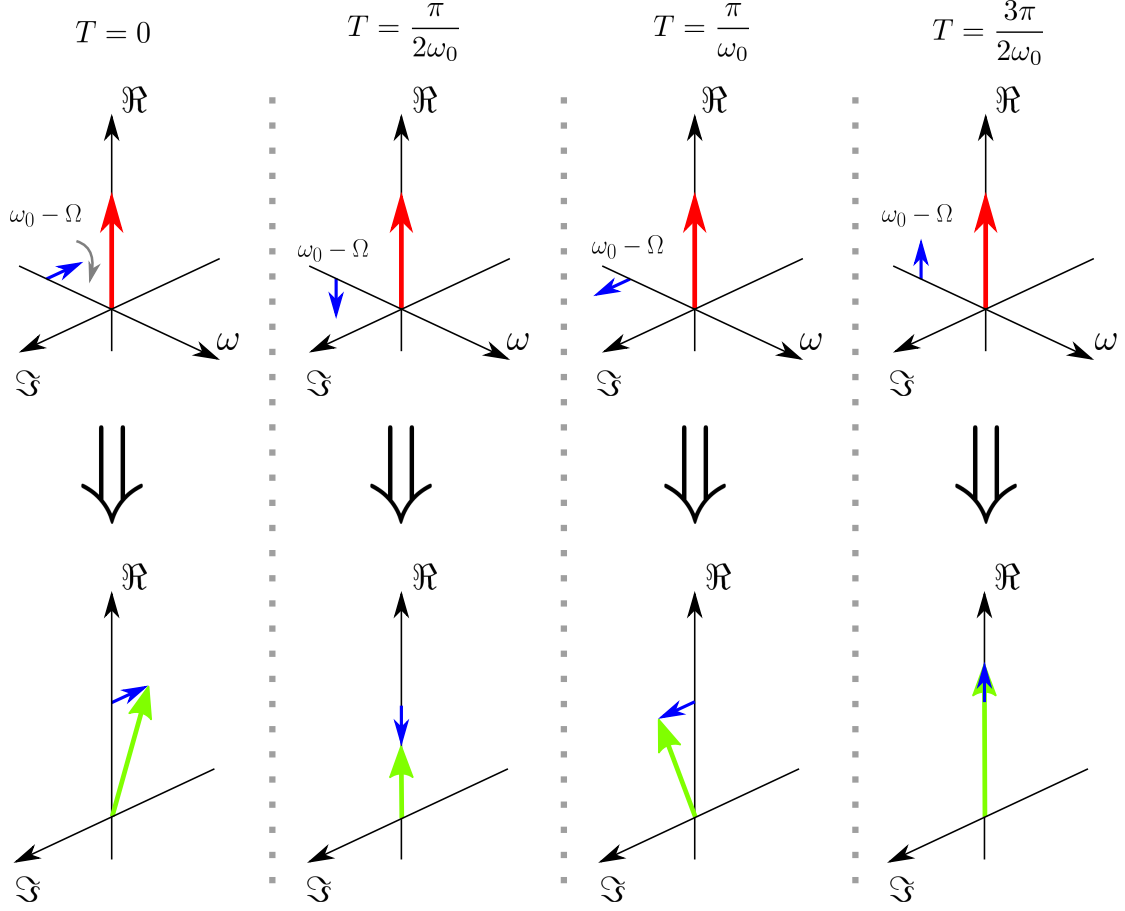 T = 0
T = π/2ω₀
T = π/ω₀
T = 3π/2ω₀
ℜ
ℜ
ℜ
ℜ
ω₀ − Ω
ω₀ − Ω
ω₀ − Ω
ω₀ − Ω
ω
ω
ω
ω
ℑ
ℑ
ℑ
ℑ
ℜ
ℜ
ℜ
ℜ
ℑ
ℑ
ℑ
ℑ